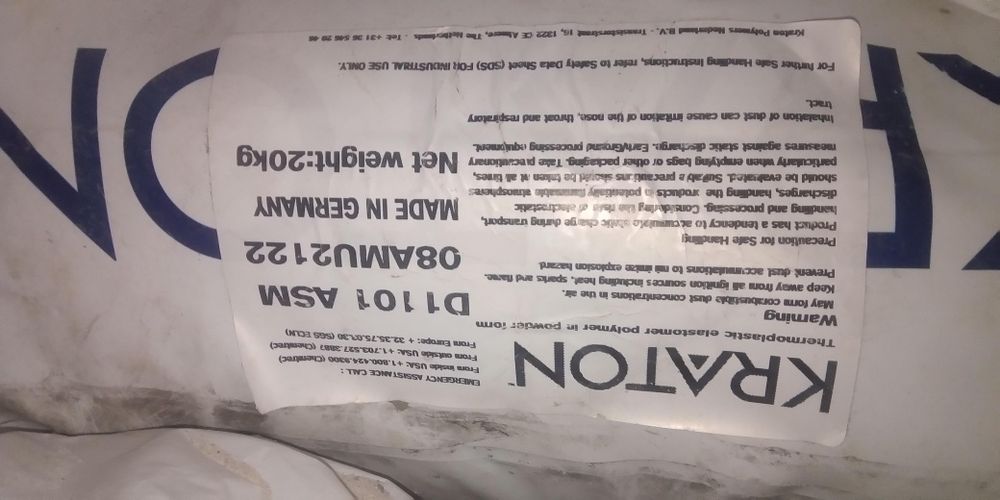 KRATON™
Thermoplastic elastomer polymer in powder form
Warning
May form combustible dust concentrations in the air.
Keep away from all ignition sources including heat, sparks and flame.
Prevent dust accumulations to minimize explosion hazard
Precaution for Safe Handling
Product has a tendency to accumulate static charge during transport,
handling and processing. Considering the risks of electrostatic
discharges, handling the products in potentially flammable atmospheres
should be evaluated. Suitable precautions should be taken at all times,
particularly when emptying bags or other packaging. Take precautionary
measures against static discharge. Earth/Ground processing equipment.
Inhalation of dust can cause irritation of the nose, throat and respiratory
tract.
For further Safe Handling Instructions, refer to Safety Data Sheet (SDS) FOR INDUSTRIAL USE ONLY.
Kraton Polymers Nederland B.V. - Transistorstraat 16, 1322 CE Almere, The Netherlands - Tel: +31 36 546 28 46
EMERGENCY ASSISTANCE CALL :
From inside USA: +1.800.424.9300 (Chemtrec)
From outside USA: +1.703.527.3887 (Chemtrec)
From Europe: + 32.35.75.03.30 (SGS ECLN)
D1101 ASM
08AMU2122
MADE IN GERMANY
Net weight:20kg